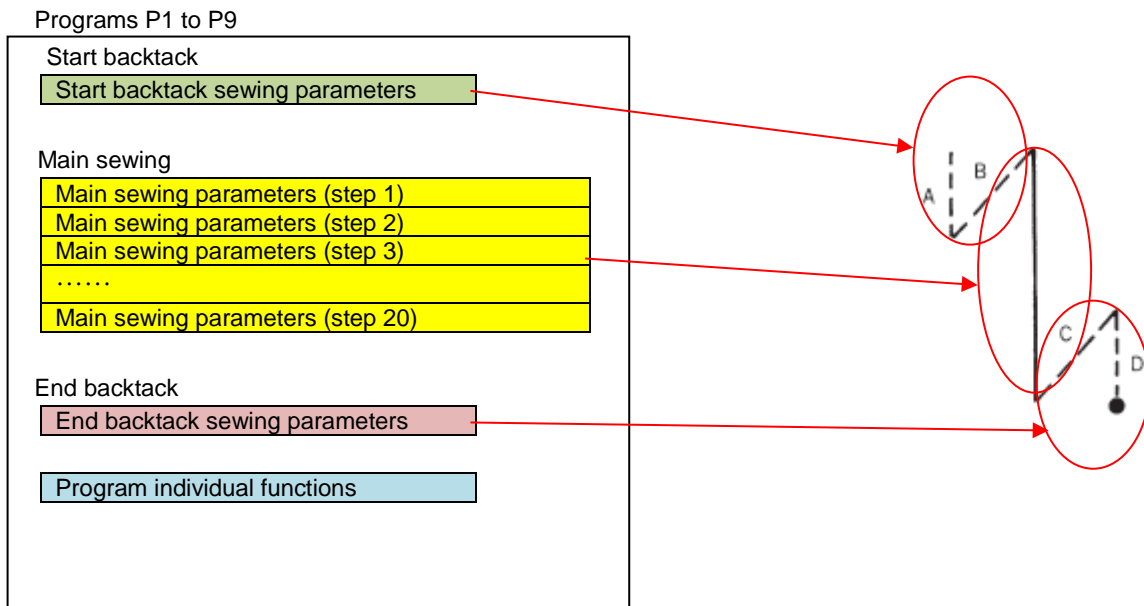 Programs P1 to P9
Start backtack
Start backtack sewing parameters
Main sewing
Main sewing parameters (step 1)
Main sewing parameters (step 2)
Main sewing parameters (step 3)
……
Main sewing parameters (step 20)
End backtack
End backtack sewing parameters
Program individual functions
A
B
C
D